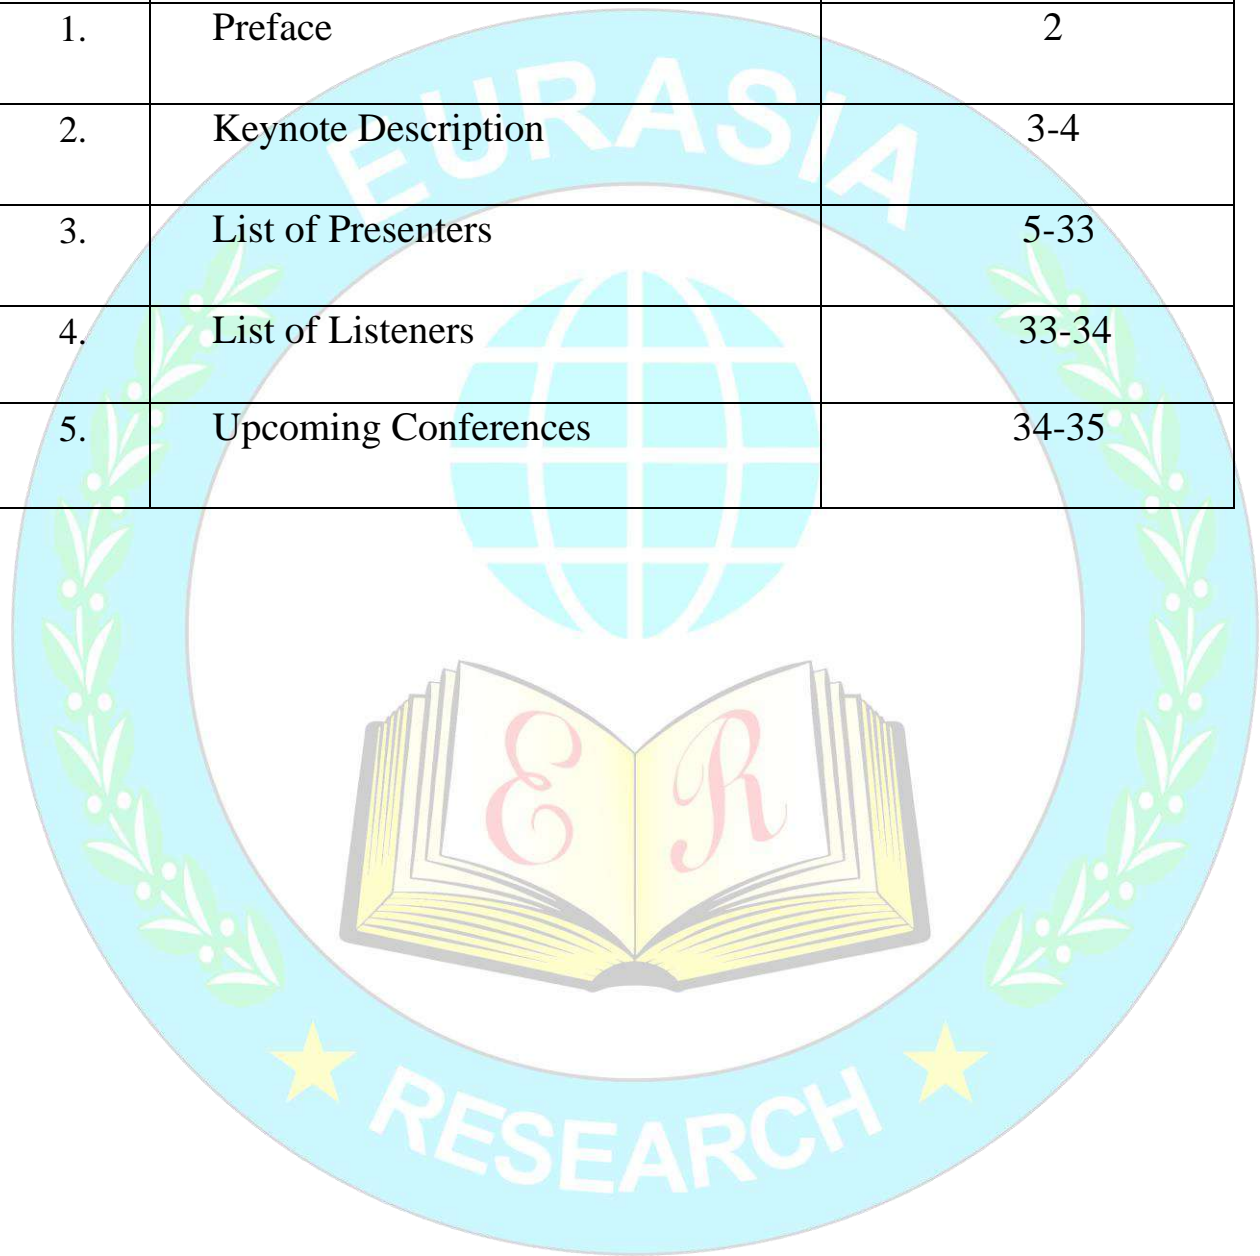 1. Preface 2
2. Keynote Description 3-4
3. List of Presenters 5-33
4. List of Listeners 33-34
5. Upcoming Conferences 34-35
EURASIA
E R
RESEARCH